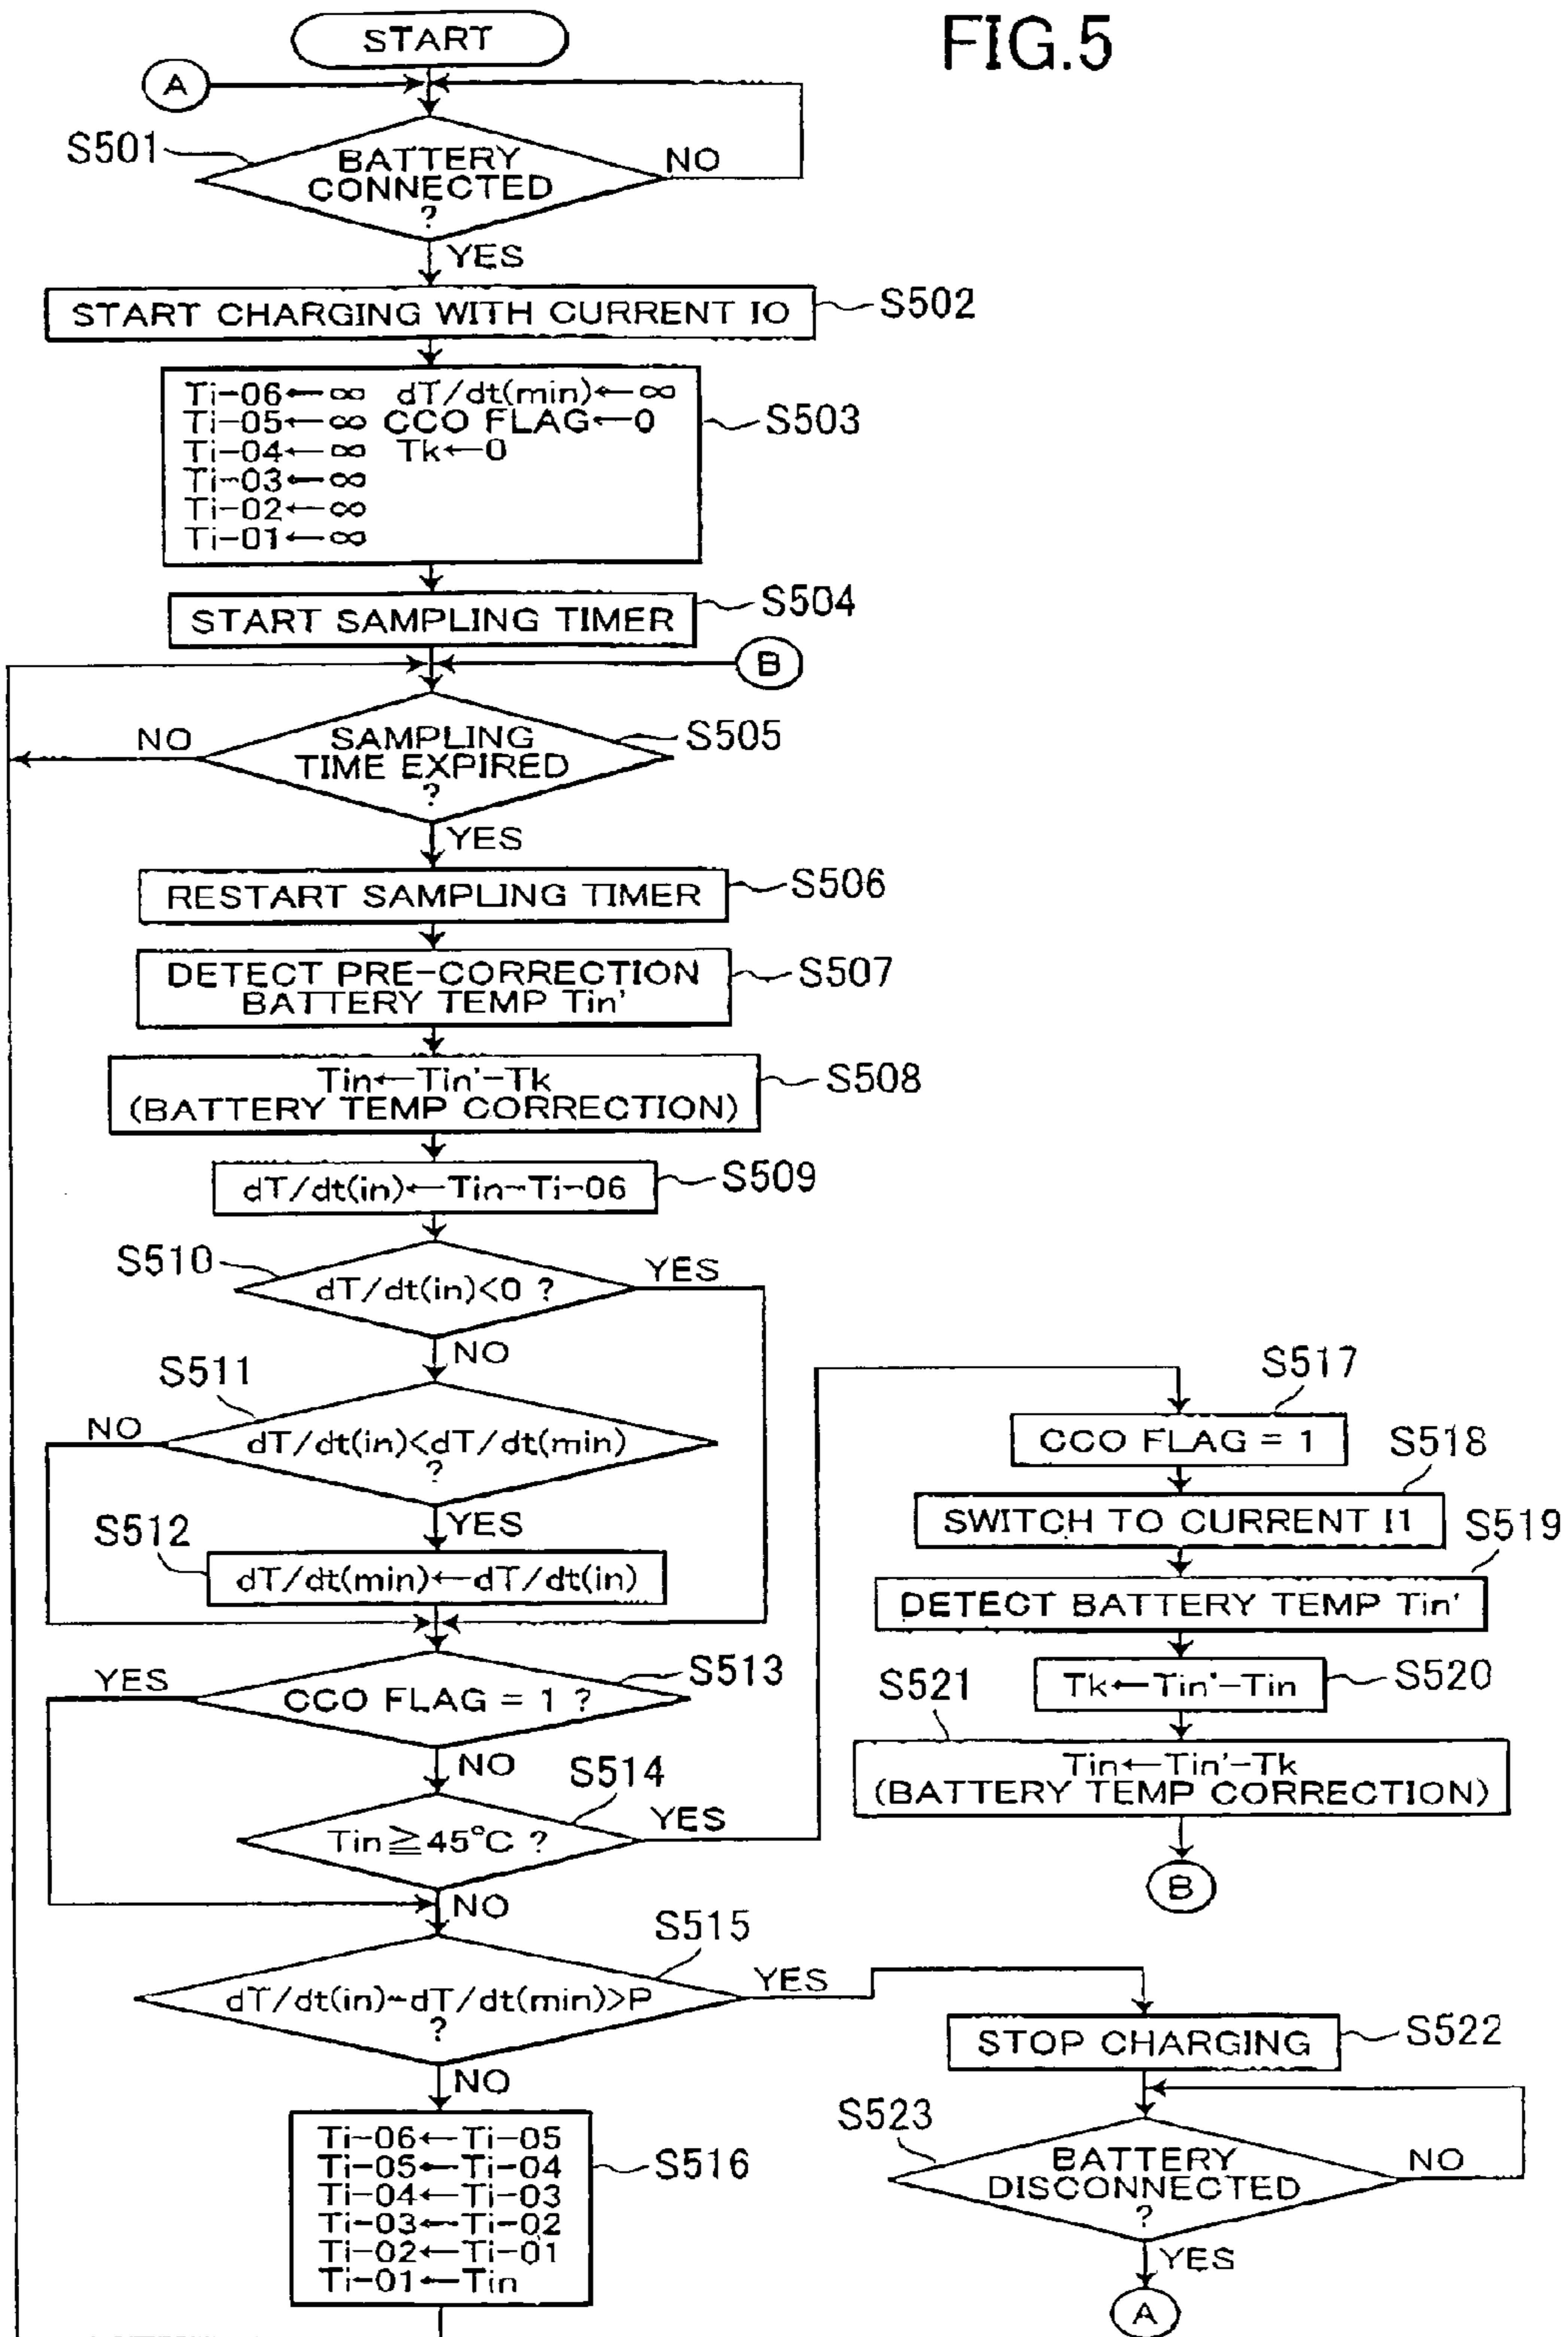 FIG.5
START
A
S501
BATTERY
CONNECTED
?
NO
YES
START CHARGING WITH CURRENT IO
S502
Ti-06←∞ dT/dt(min)←∞
Ti-05←∞ CCO FLAG←0
Ti-04←∞ Tk←0
Ti-03←∞
Ti-02←∞
Ti-01←∞
S503
START SAMPLING TIMER
S504
B
SAMPLING
TIME EXPIRED
?
S505
NO
YES
RESTART SAMPLING TIMER
S506
DETECT PRE-CORRECTION
BATTERY TEMP Tin'
S507
Tin←Tin'-Tk
(BATTERY TEMP CORRECTION)
S508
dT/dt(in)←Tin-Ti-06
S509
S510
dT/dt(in)<0 ?
YES
NO
S511
NO
dT/dt(in)<dT/dt(min)
?
YES
S512
dT/dt(min)←dT/dt(in)
S513
YES
CCO FLAG = 1 ?
NO
S514
Tin≧45°C ?
YES
NO
S515
dT/dt(in)-dT/dt(min)>P
?
YES
NO
Ti-06←Ti-05
Ti-05←Ti-04
Ti-04←Ti-03
Ti-03←Ti-02
Ti-02←Ti-01
Ti-01←Tin
S516
S517
CCO FLAG = 1
S518
SWITCH TO CURRENT I1
S519
DETECT BATTERY TEMP Tin'
S520
Tk←Tin'-Tin
S521
Tin←Tin'-Tk
(BATTERY TEMP CORRECTION)
B
STOP CHARGING
S522
S523
BATTERY
DISCONNECTED
?
NO
YES
A